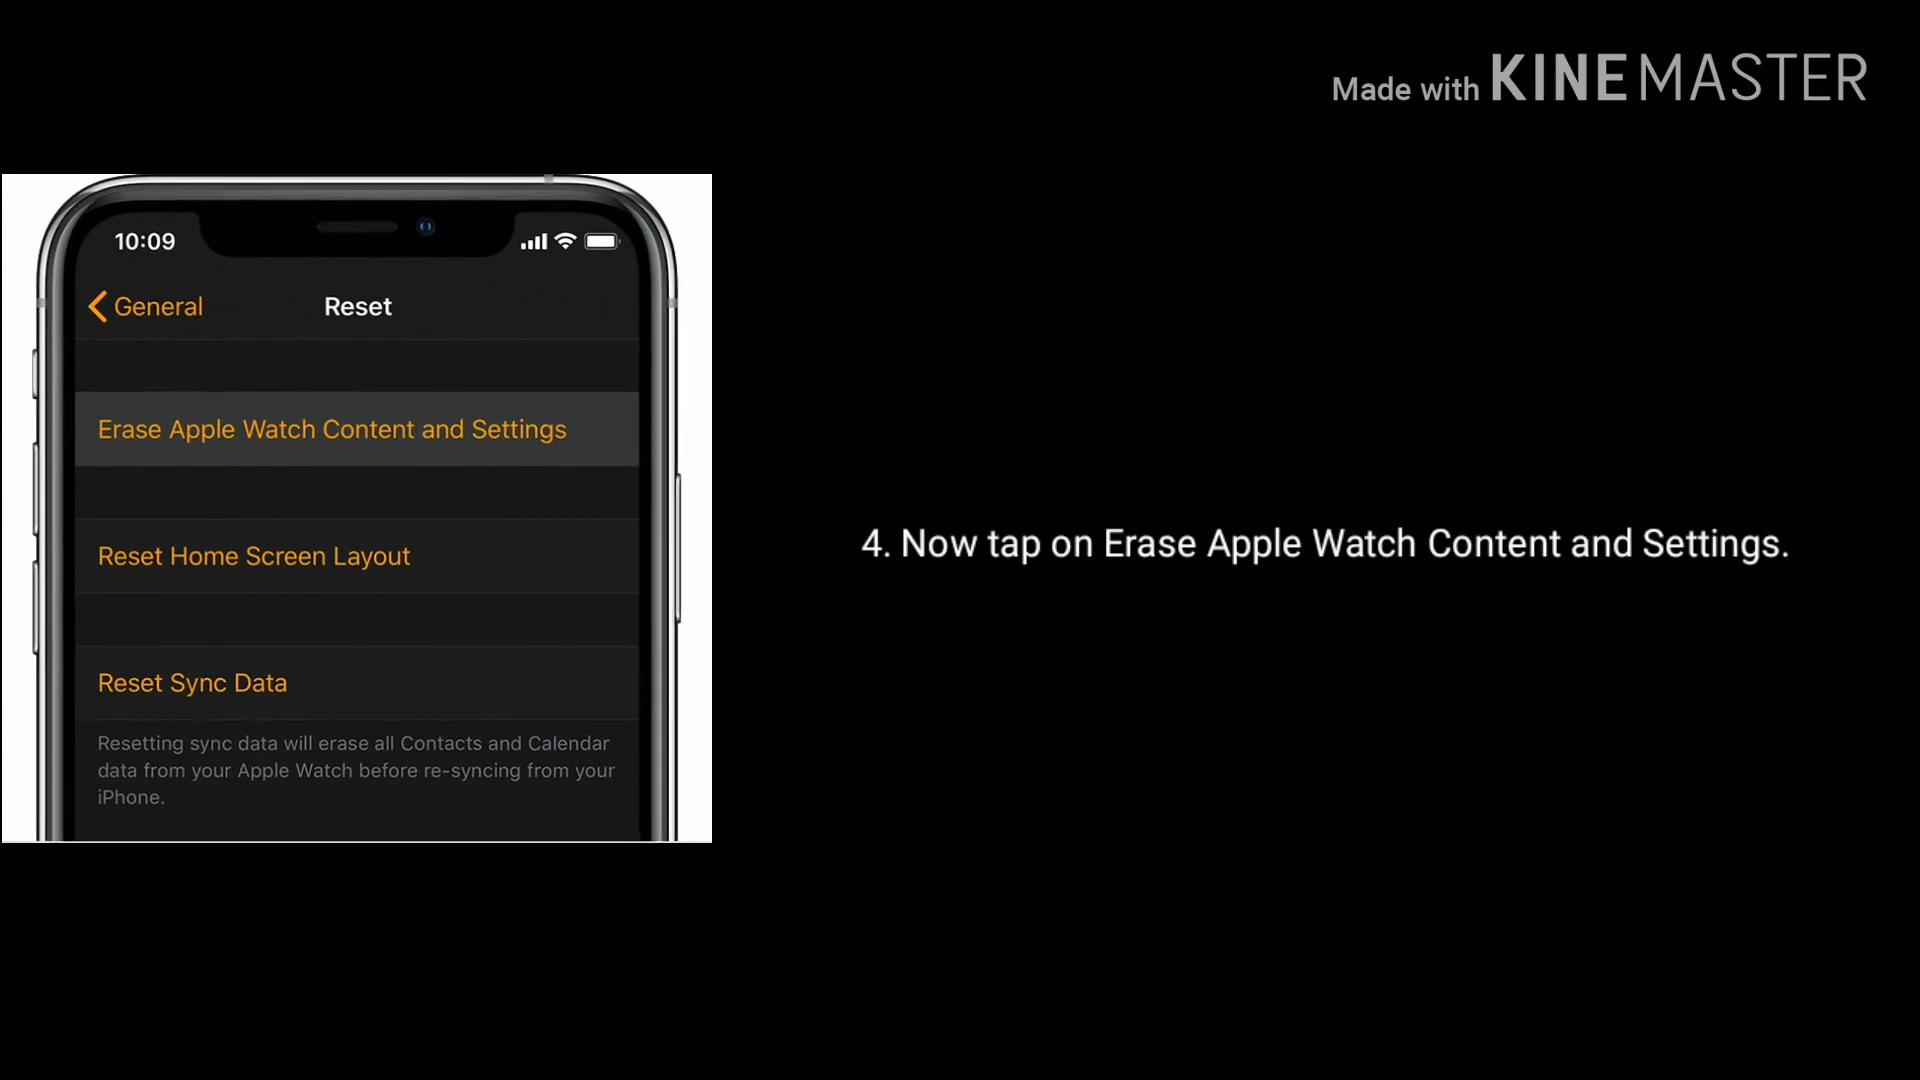 Made with KINEMASTER
10:09
General
Reset
Erase Apple Watch Content and Settings
Reset Home Screen Layout
Reset Sync Data
Resetting sync data will erase all Contacts and Calendar
data from your Apple Watch before re-syncing from your
iPhone.
4. Now tap on Erase Apple Watch Content and Settings.